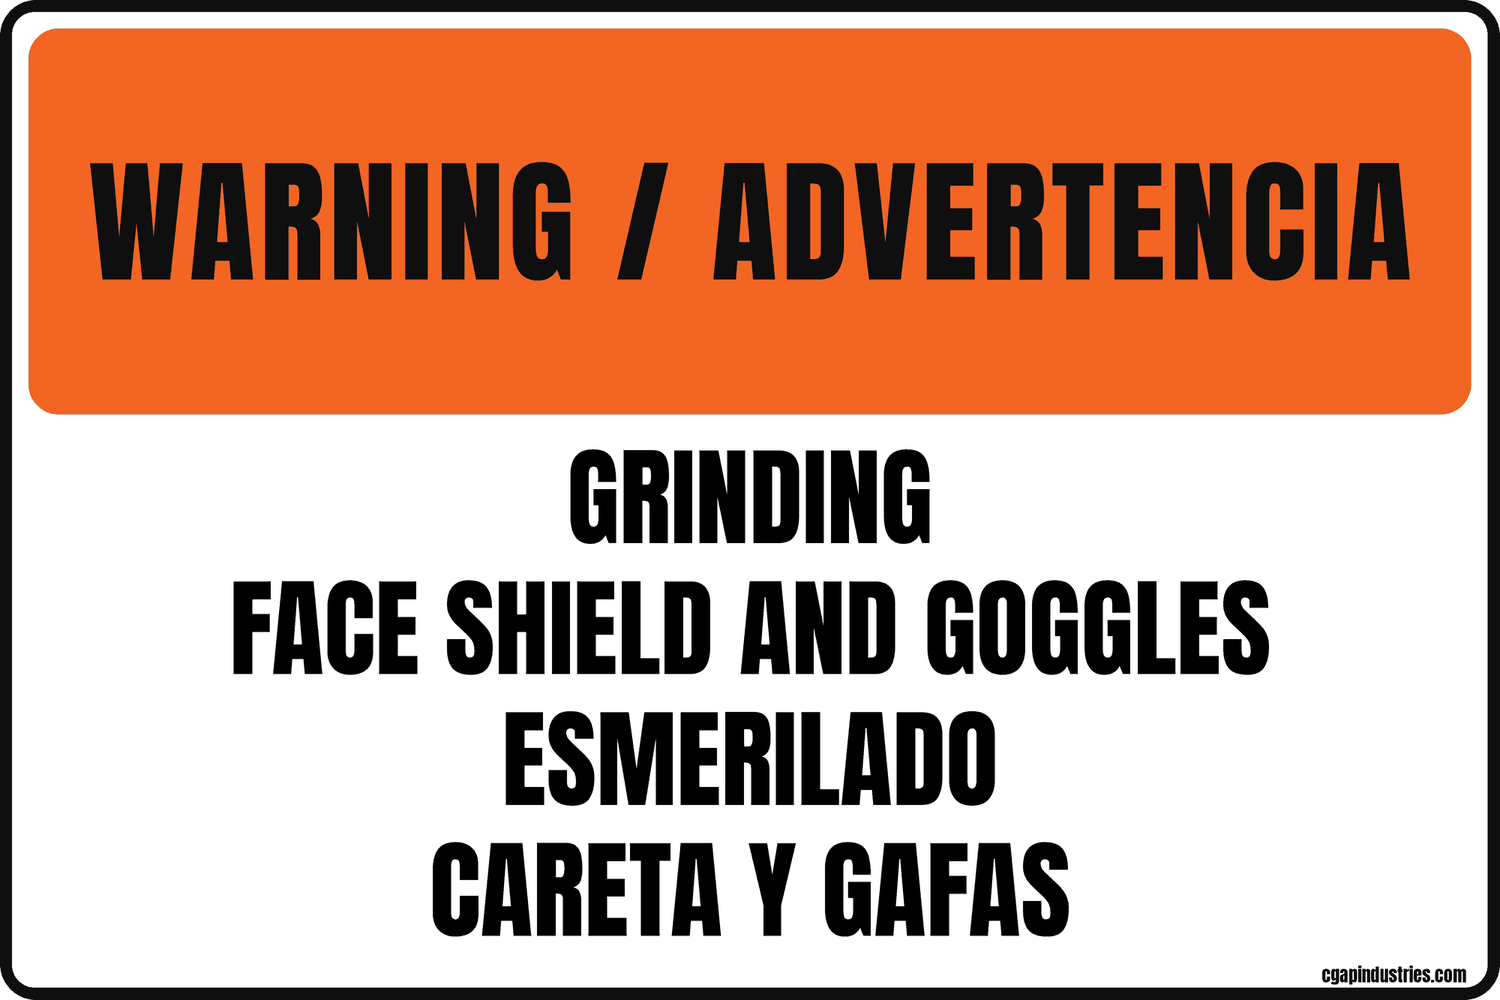 WARNING / ADVERTENCIA
GRINDING
FACE SHIELD AND GOGGLES
ESMERILADO
CARETA Y GAFAS
cgapindustries.com